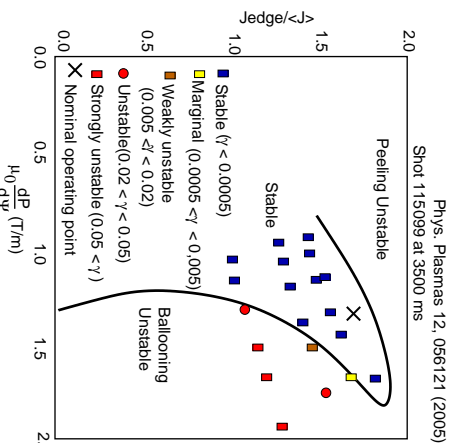 Phys. Plasmas 12, 056121 (2005)
Shot 115099 at 3500 ms
Jedge/<J>
2.0
1.5
1.0
0.5
0.0
Peeling Unstable
Stable
Ballooning
Unstable
Stable (γ < 0.0005)
Marginal (0.0005 <γ < 0,005)
Weakly unstable
(0.005 <γ < 0.02)
Unstable(0.02 < γ < 0.05)
Strongly unstable (0.05 < γ )
Nominal operating point
0.0
0.5
1.0
1.5
2.
μ0 dP/dΨ (T/m)